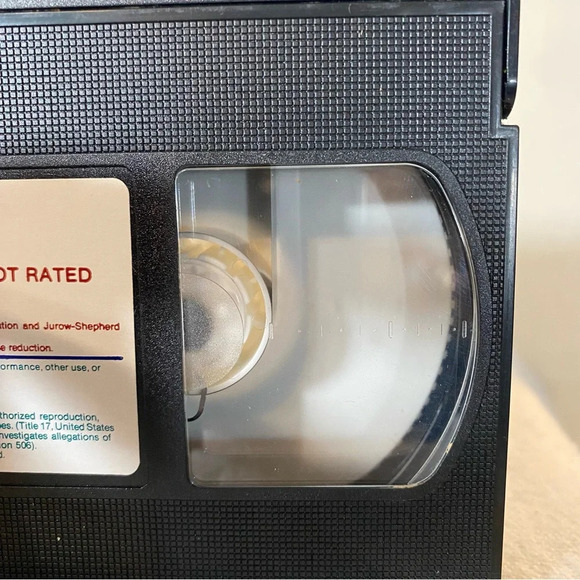 OT RATED
ution and Jurow-Shepherd
e reduction.
ormance, other use, or
thorized reproduction,
es. (Title 17, United States
nvestigates allegations of
on 506).
d.